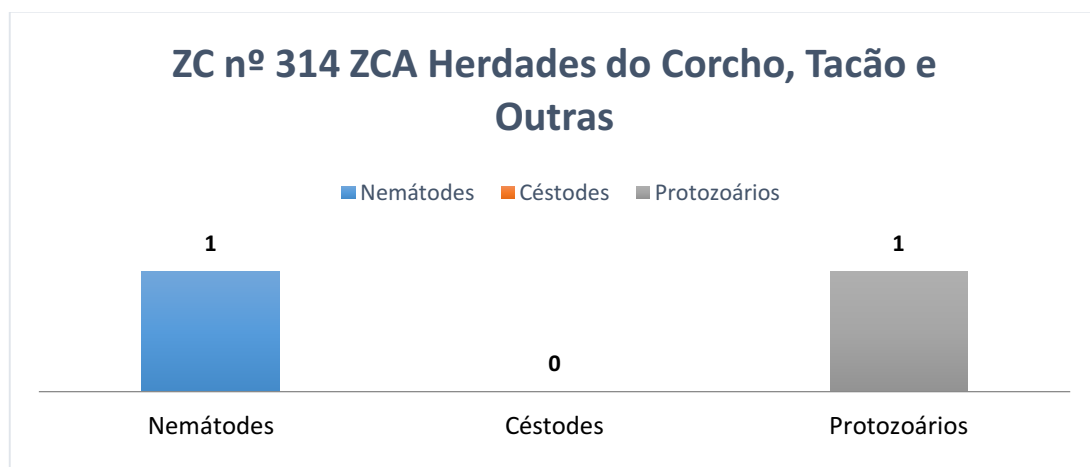 ZC nº 314 ZCA Herdades do Corcho, Tacão e
Outras
Nemátodes Céstodes Protozoários
1 0 1
Nemátodes Céstodes Protozoários